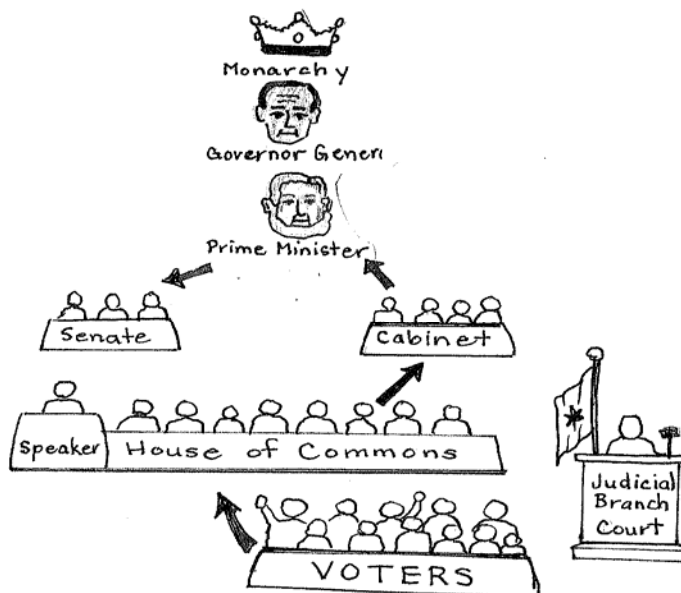 Monarchy
Governor Gener
Prime Minister
Senate
Cabinet
Speaker
House of Commons
Judicial
Branch
Court
VOTERS